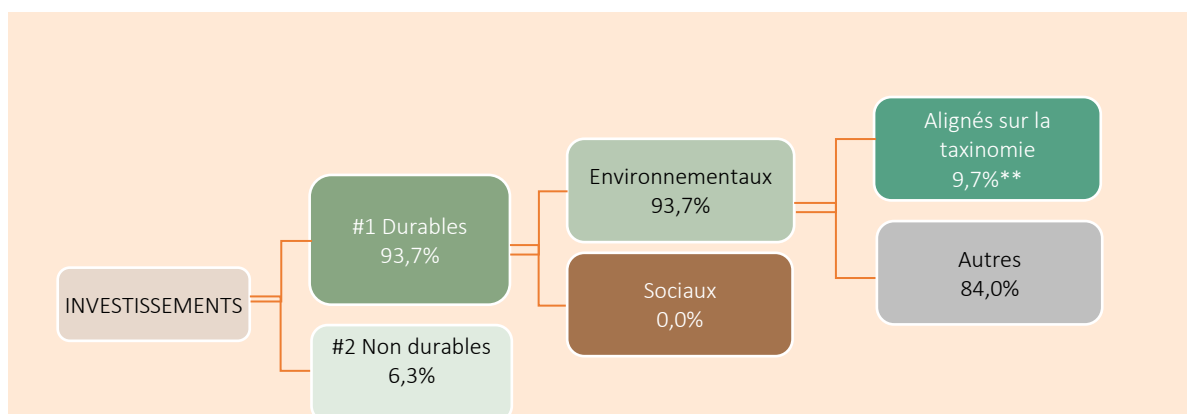 INVESTISSEMENTS
#1 Durables
93,7%
#2 Non durables
6,3%
Environnementaux
93,7%
Sociaux
0,0%
Alignés sur la
taxinomie
9,7%**
Autres
84,0%